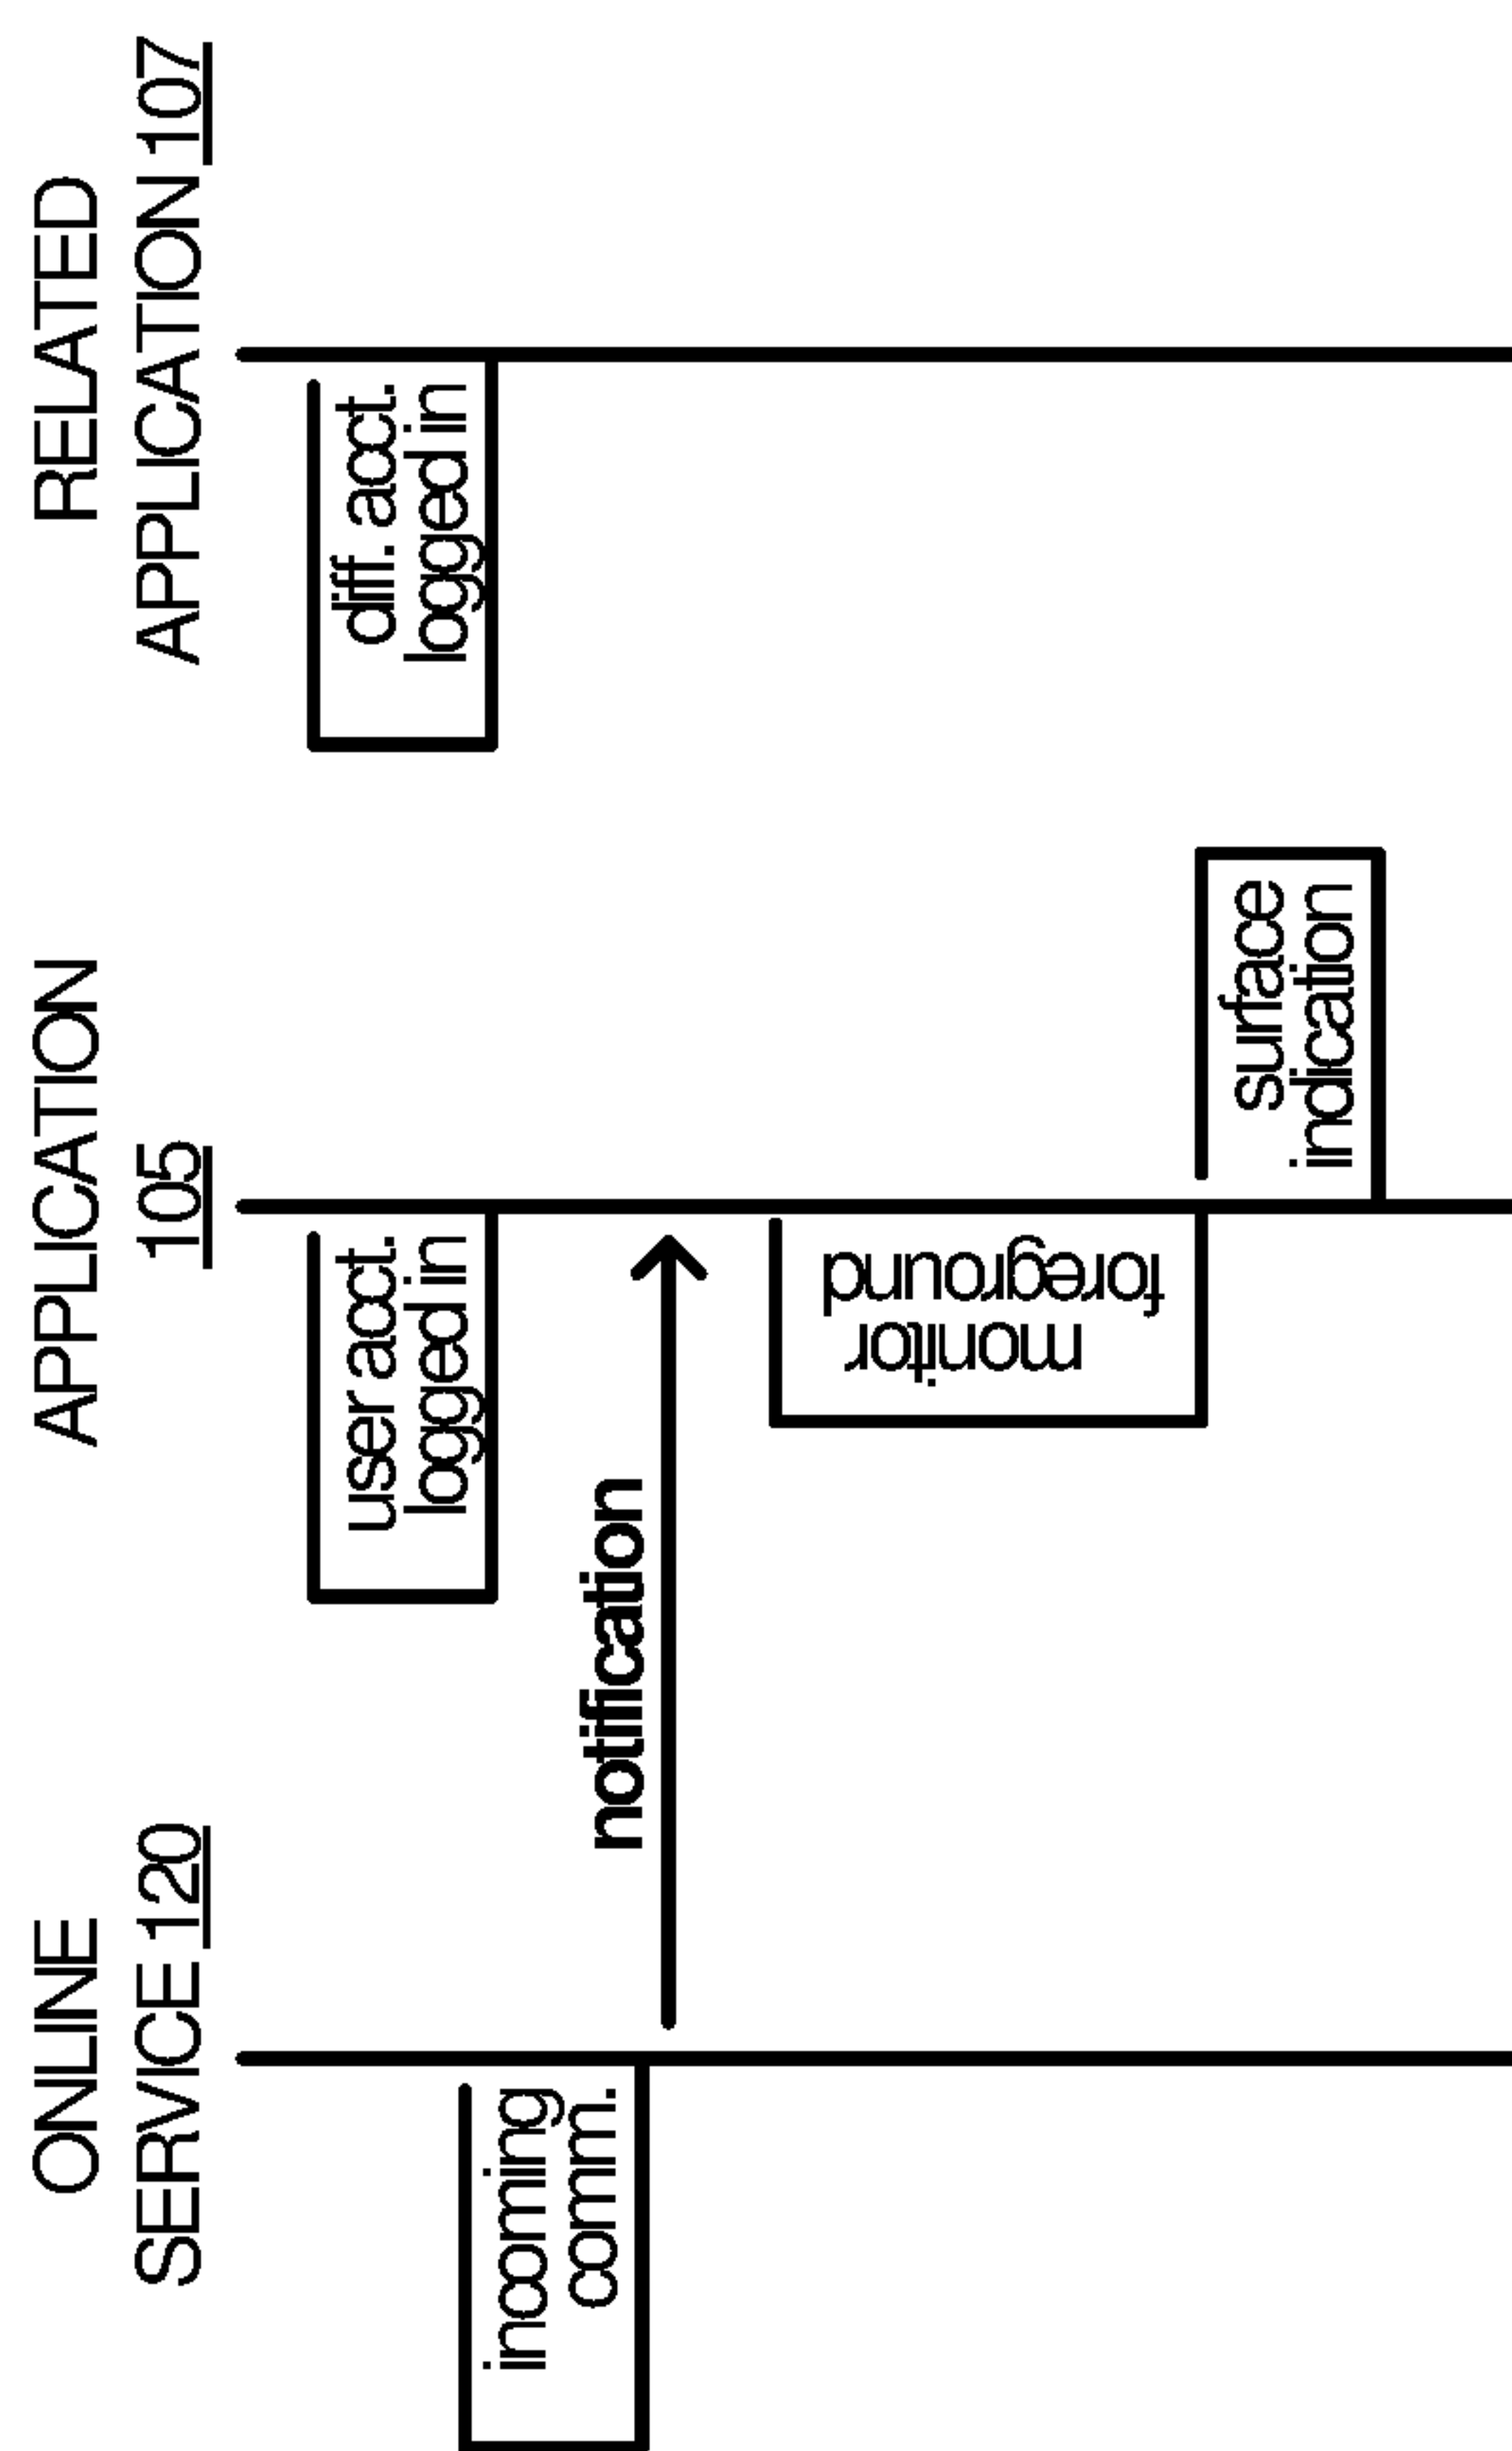 ONLINE
SERVICE 120
APPLICATION
105
RELATED
APPLICATION 107
user acct.
logged in
diff. acct.
logged in
incoming
comm.
notification
monitor
foreground
surface
indication